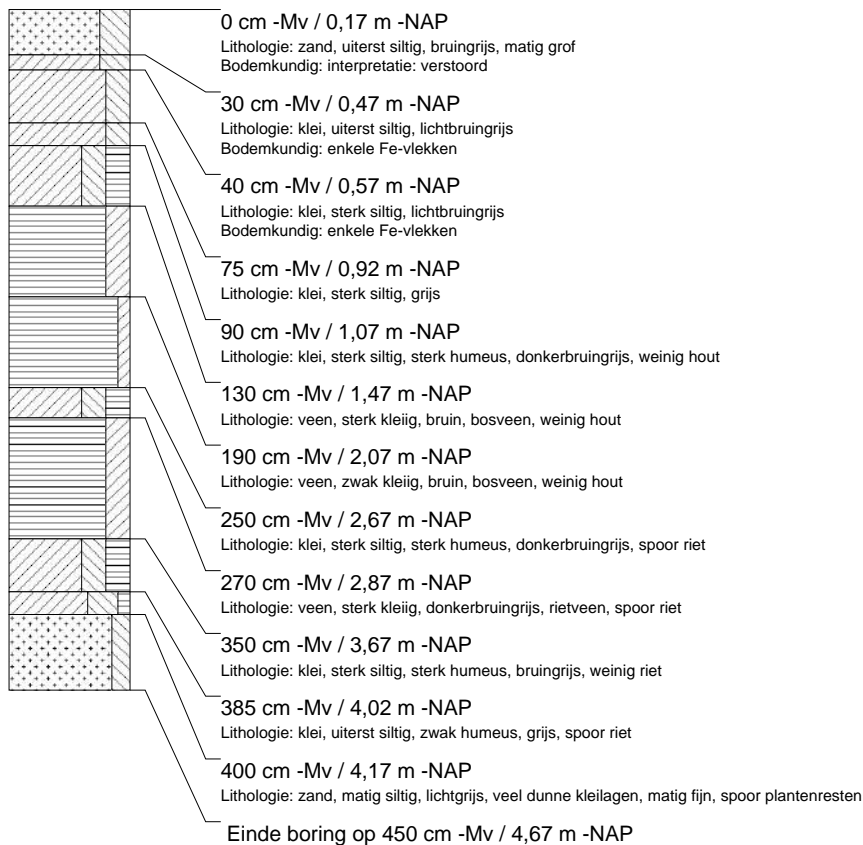 0 cm -Mv / 0,17 m -NAP
Lithologie: zand, uiterst siltig, bruingrijs, matig grof
Bodemkundig: interpretatie: verstoord
30 cm -Mv / 0,47 m -NAP
Lithologie: klei, uiterst siltig, lichtbruingrijs
Bodemkundig: enkele Fe-vlekken
40 cm -Mv / 0,57 m -NAP
Lithologie: klei, sterk siltig, lichtbruingrijs
Bodemkundig: enkele Fe-vlekken
75 cm -Mv / 0,92 m -NAP
Lithologie: klei, sterk siltig, grijs
90 cm -Mv / 1,07 m -NAP
Lithologie: klei, sterk siltig, sterk humeus, donkerbruingrijs, weinig hout
130 cm -Mv / 1,47 m -NAP
Lithologie: veen, sterk kleiig, bruin, bosveen, weinig hout
190 cm -Mv / 2,07 m -NAP
Lithologie: veen, zwak kleiig, bruin, bosveen, weinig hout
250 cm -Mv / 2,67 m -NAP
Lithologie: klei, sterk siltig, sterk humeus, donkerbruingrijs, spoor riet
270 cm -Mv / 2,87 m -NAP
Lithologie: veen, sterk kleiig, donkerbruingrijs, rietveen, spoor riet
350 cm -Mv / 3,67 m -NAP
Lithologie: klei, sterk siltig, sterk humeus, bruingrijs, weinig riet
385 cm -Mv / 4,02 m -NAP
Lithologie: klei, uiterst siltig, zwak humeus, grijs, spoor riet
400 cm -Mv / 4,17 m -NAP
Lithologie: zand, matig siltig, lichtgrijs, veel dunne kleilagen, matig fijn, spoor plantenresten
Einde boring op 450 cm -Mv / 4,67 m -NAP